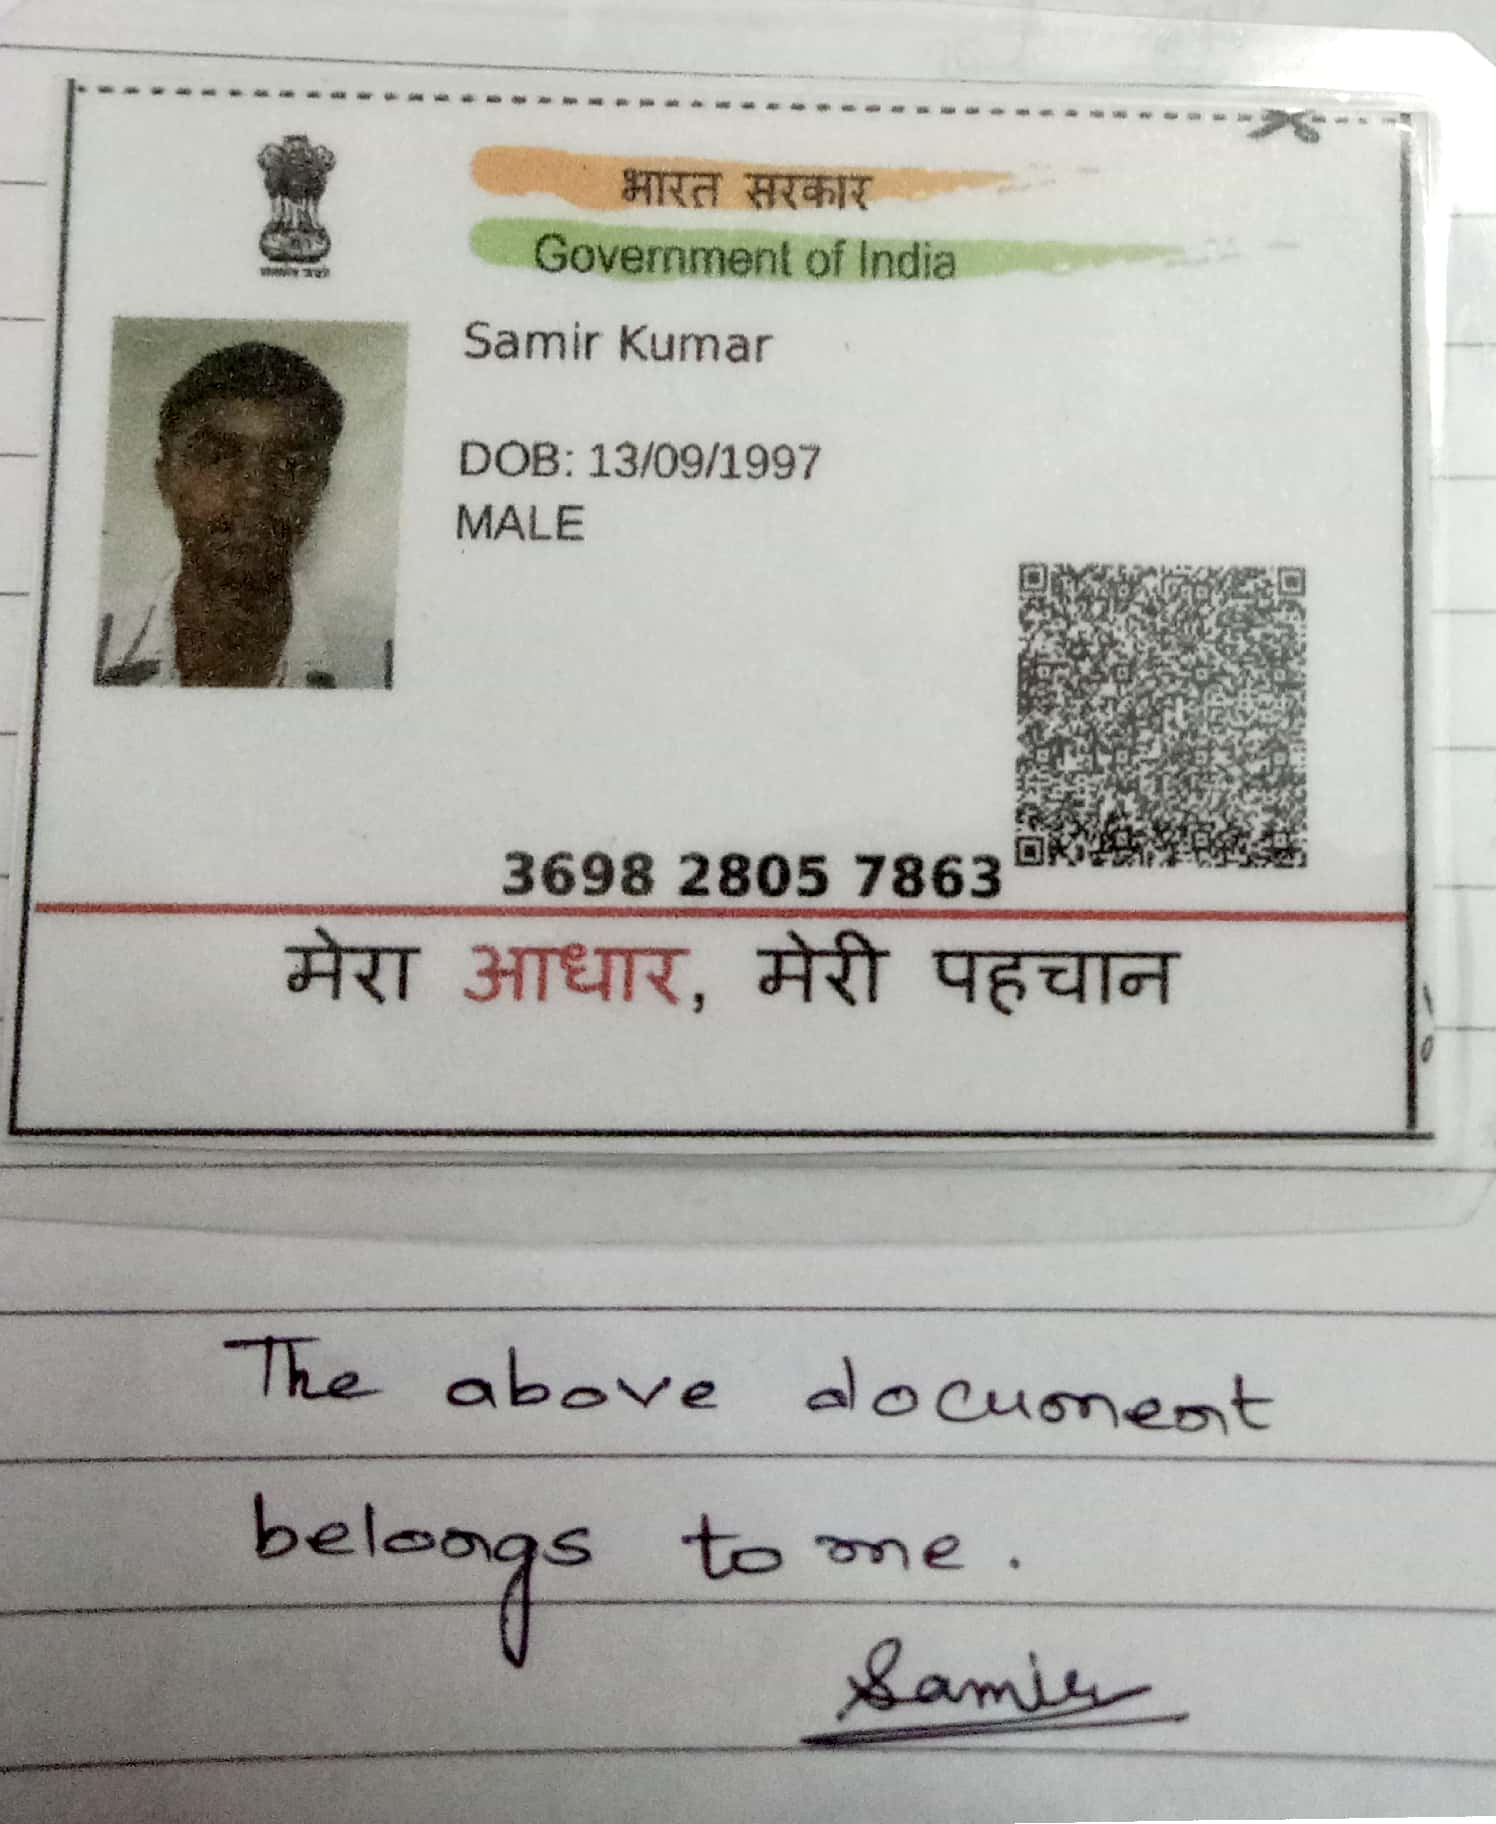 भारत सरकार
Government of India
Samir Kumar
DOB: 13/09/1997
MALE
3698 2805 7863
मेरा आधार, मेरी पहचान
The above document
belongs to me.
Samir